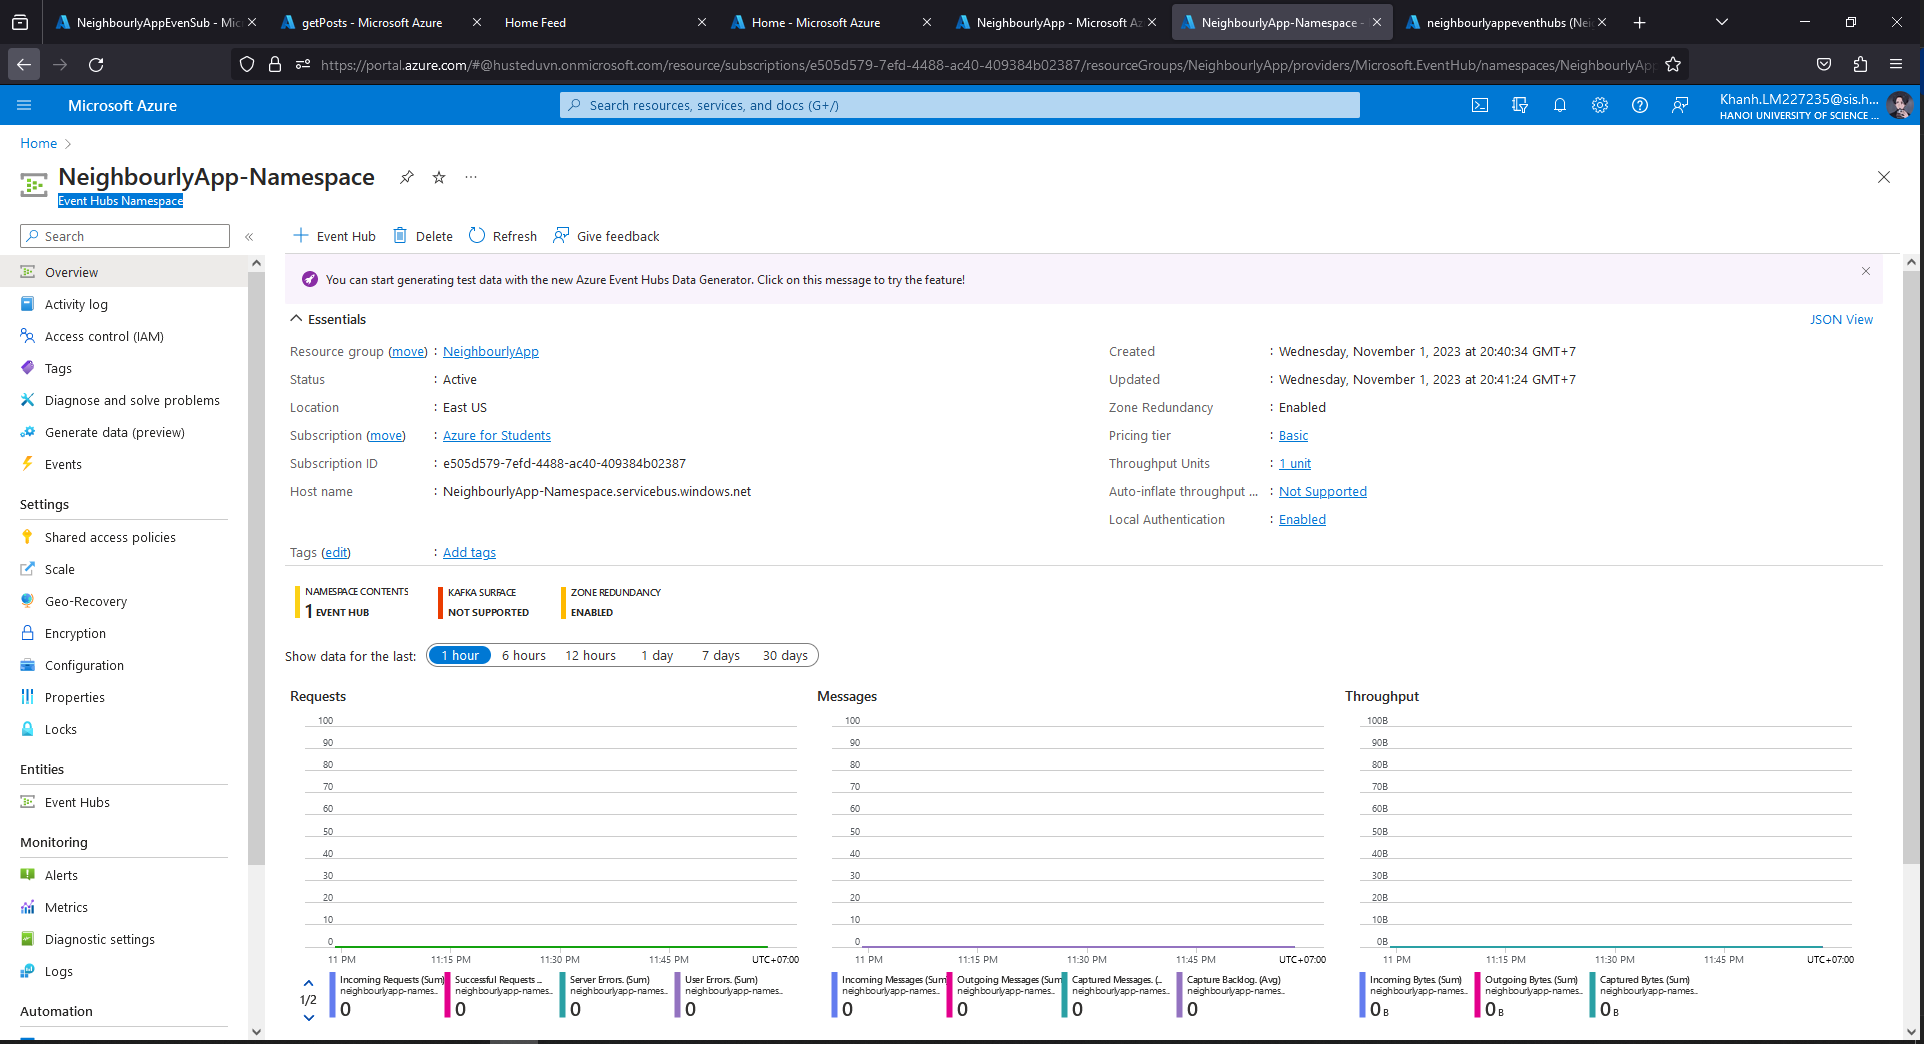 NeighbourlyAppEvenSub - Mic
getPosts - Microsoft Azure
Home Feed
Home - Microsoft Azure
NeighbourlyApp - Microsoft Az
NeighbourlyApp-Namespace -
neighbourlyappeventhubs (Nei
https://portal.azure.com/#@husteduvn.onmicrosoft.com/resource/subscriptions/e505d579-7efd-4488-ac40-409384b02387/resourceGroups/NeighbourlyApp/providers/Microsoft.EventHub/namespaces/NeighbourlyApp
Microsoft Azure
Search resources, services, and docs (G+/)
Khanh.LM227235@sis.h...
HANOI UNIVERSITY OF SCIENCE ...
Home >
NeighbourlyApp-Namespace
...
Event Hubs Namespace
Search
«
Overview
Activity log
Access control (IAM)
Tags
Diagnose and solve problems
Generate data (preview)
Events
Settings
Shared access policies
Scale
Geo-Recovery
Encryption
Configuration
Properties
Locks
Entities
Event Hubs
Monitoring
Alerts
Metrics
Diagnostic settings
Logs
Automation
Event Hub
Delete
Refresh
Give feedback
You can start generating test data with the new Azure Event Hubs Data Generator. Click on this message to try the feature!
Essentials
JSON View
Resource group (move) : NeighbourlyApp
Status : Active
Location : East US
Subscription (move) : Azure for Students
Subscription ID : e505d579-7efd-4488-ac40-409384b02387
Host name : NeighbourlyApp-Namespace.servicebus.windows.net
Created : Wednesday, November 1, 2023 at 20:40:34 GMT+7
Updated : Wednesday, November 1, 2023 at 20:41:24 GMT+7
Zone Redundancy : Enabled
Pricing tier : Basic
Throughput Units : 1 unit
Auto-inflate throughput ... : Not Supported
Local Authentication : Enabled
Tags (edit) : Add tags
NAMESPACE CONTENTS
1 EVENT HUB
KAFKA SURFACE
NOT SUPPORTED
ZONE REDUNDANCY
ENABLED
Show data for the last:
1 hour
6 hours
12 hours
1 day
7 days
30 days
Requests
100
90
80
70
60
50
40
30
20
10
0
11 PM
11:15 PM
11:30 PM
11:45 PM
UTC+07:00
1/2
Incoming Requests (Sum)
neighbourlyapp-names...
0
Successful Requests ...
neighbourlyapp-names...
0
Server Errors. (Sum)
neighbourlyapp-names...
0
User Errors. (Sum)
neighbourlyapp-names...
0
Messages
100
90
80
70
60
50
40
30
20
10
0
11 PM
11:15 PM
11:30 PM
11:45 PM
UTC+07:00
Incoming Messages (Sum
neighbourlyapp-names...
0
Outgoing Messages (Sum
neighbourlyapp-names...
0
Captured Messages. (...
neighbourlyapp-names...
0
Capture Backlog. (Avg)
neighbourlyapp-names...
0
Throughput
100B
90B
80B
70B
60B
50B
40B
30B
20B
10B
0B
11 PM
11:15 PM
11:30 PM
11:45 PM
UTC+07:00
Incoming Bytes. (Sum)
neighbourlyapp-names...
0 B
Outgoing Bytes. (Sum)
neighbourlyapp-names...
0 B
Captured Bytes. (Sum)
neighbourlyapp-names...
0 B